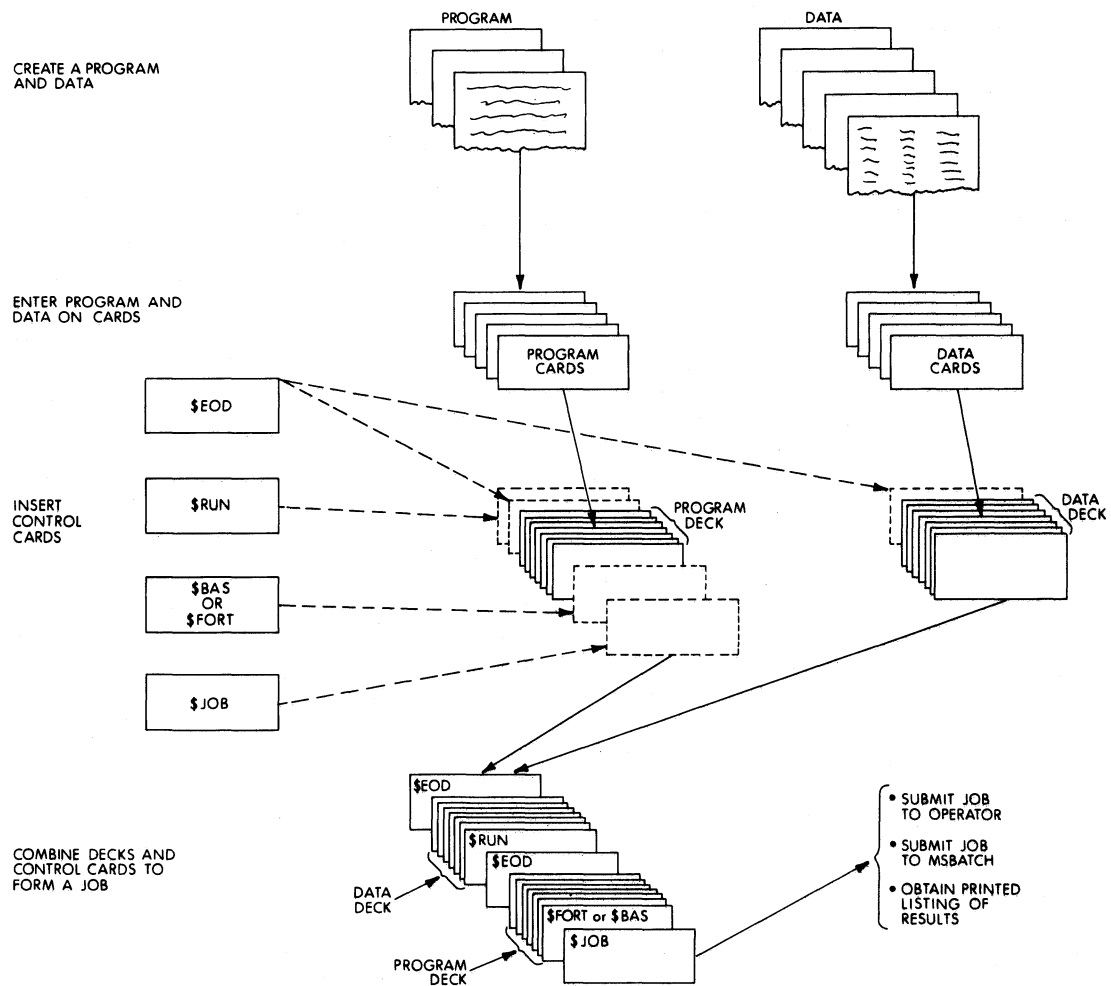 PROGRAM
DATA
CREATE A PROGRAM
AND DATA
ENTER PROGRAM AND
DATA ON CARDS
PROGRAM
CARDS
DATA
CARDS
$EOD
INSERT
CONTROL
CARDS
$RUN
PROGRAM
DECK
DATA
DECK
$BAS
OR
$FORT
$JOB
COMBINE DECKS AND
CONTROL CARDS TO
FORM A JOB
$EOD
$RUN
$EOD
DATA
DECK
$FORT or $BAS
$JOB
PROGRAM
DECK
• SUBMIT JOB
TO OPERATOR
• SUBMIT JOB
TO MSBATCH
• OBTAIN PRINTED
LISTING OF
RESULTS